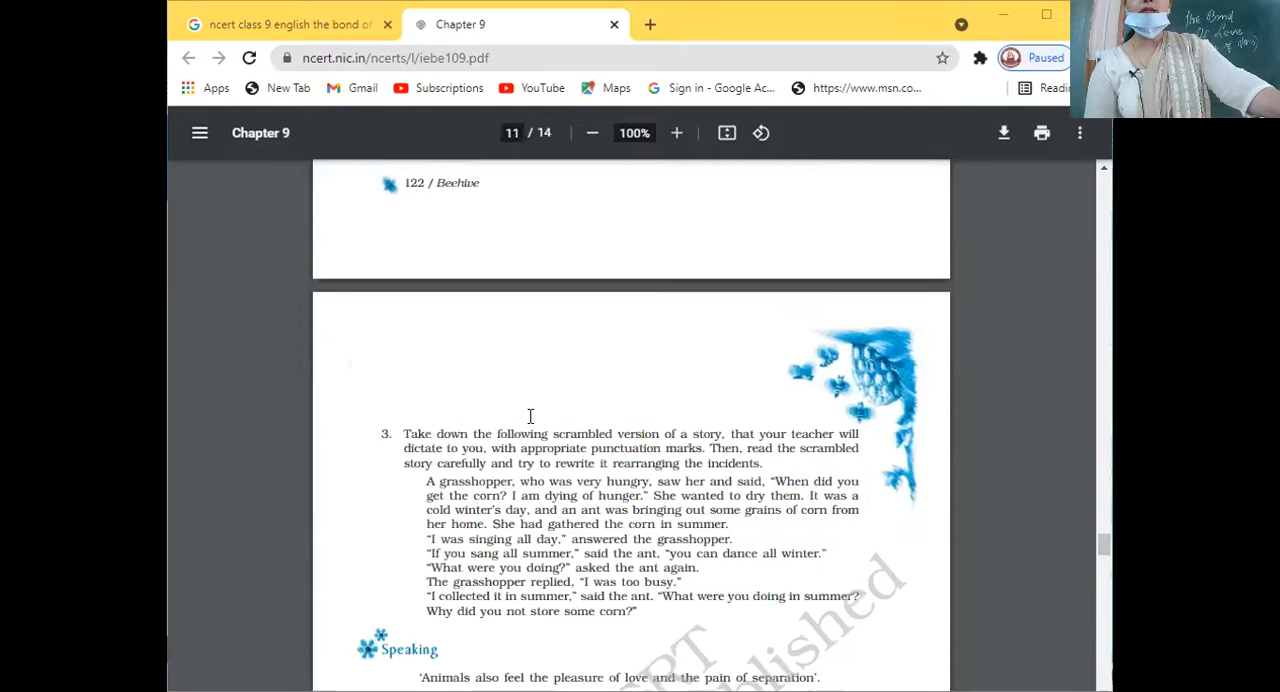 ncert class 9 english the bond of
Chapter 9
ncert.nic.in/ncerts/l/iebe109.pdf
Paused
Apps
New Tab
Gmail
Subscriptions
YouTube
Maps
Sign in - Google Ac...
https://www.msn.co...
Readi
The Bond
Of Love
Chapter 9
11 / 14
100%
122 / Beehive
3. Take down the following scrambled version of a story, that your teacher will
dictate to you, with appropriate punctuation marks. Then, read the scrambled
story carefully and try to rewrite it rearranging the incidents.
A grasshopper, who was very hungry, saw her and said, “When did you
get the corn? I am dying of hunger.” She wanted to dry them. It was a
cold winter’s day, and an ant was bringing out some grains of corn from
her home. She had gathered the corn in summer.
“I was singing all day,” answered the grasshopper.
“If you sang all summer,” said the ant, “you can dance all winter.”
“What were you doing?” asked the ant again.
The grasshopper replied, “I was too busy.”
“I collected it in summer,” said the ant. “What were you doing in summer?
Why did you not store some corn?”
Speaking
‘Animals also feel the pleasure of love and the pain of separation’.